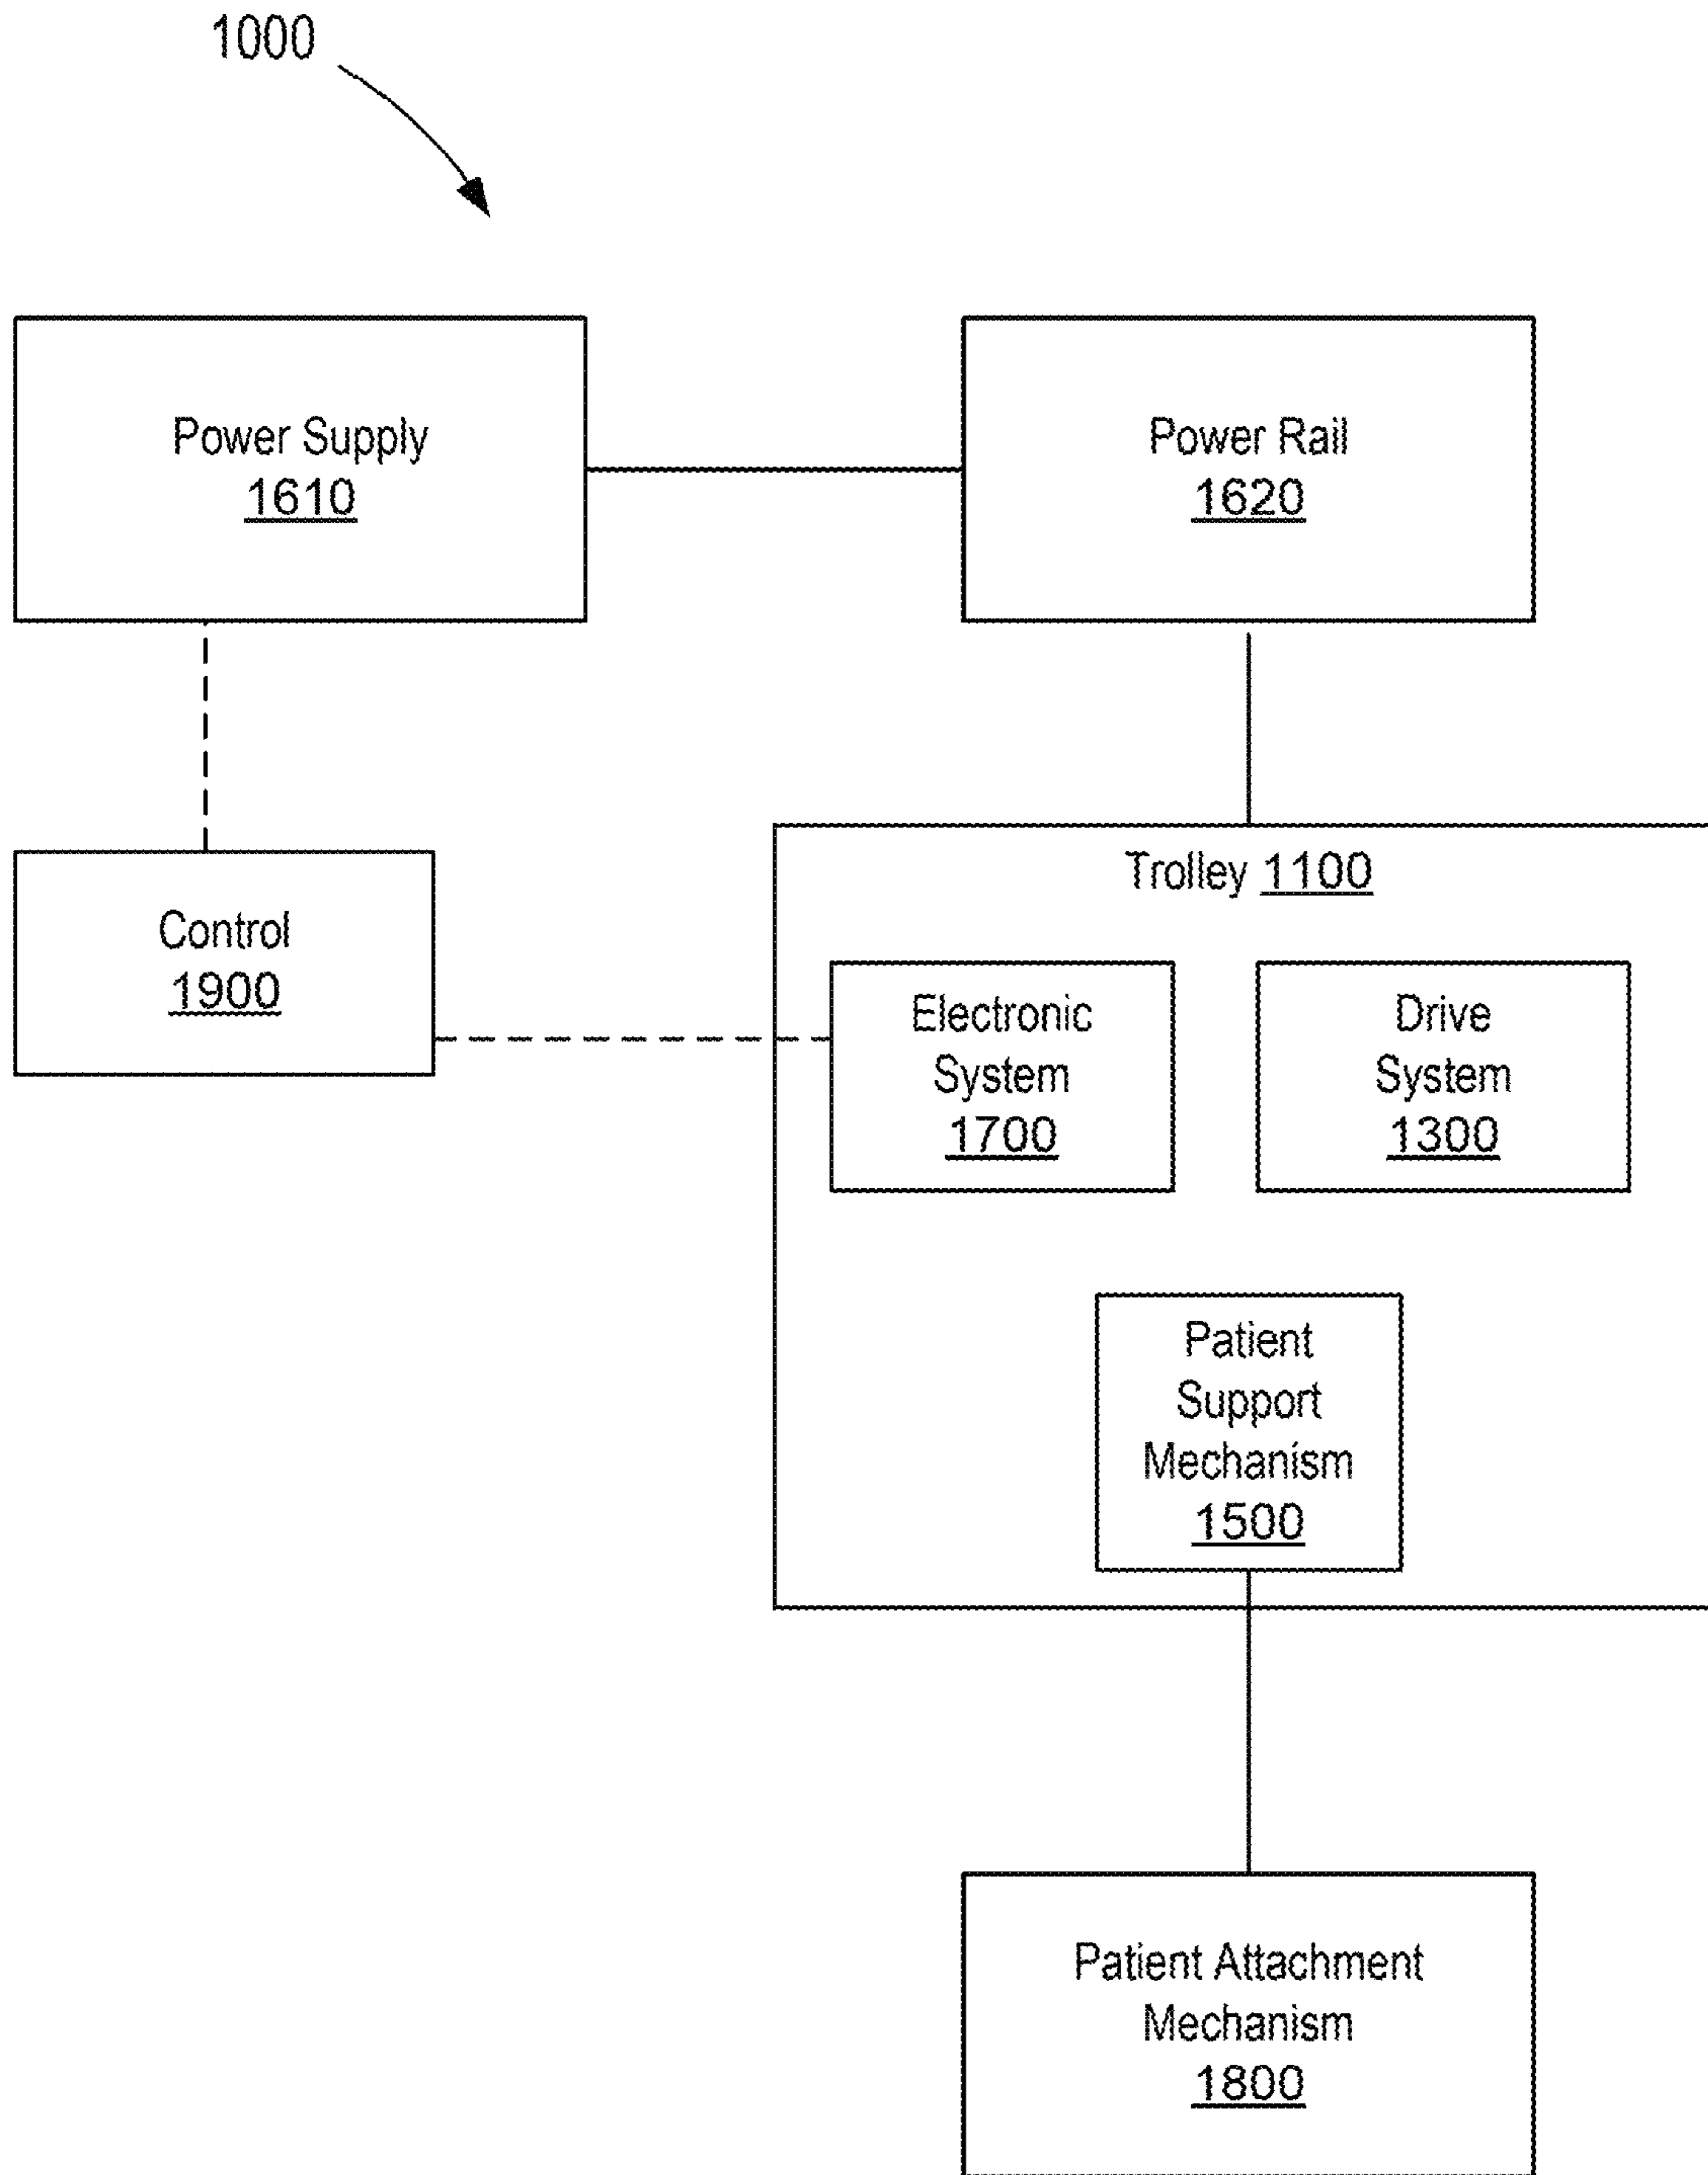 1000
Power Supply
1610
Power Rail
1620
Control
1900
Trolley 1100
Electronic
System
1700
Drive
System
1300
Patient
Support
Mechanism
1500
Patient Attachment
Mechanism
1800